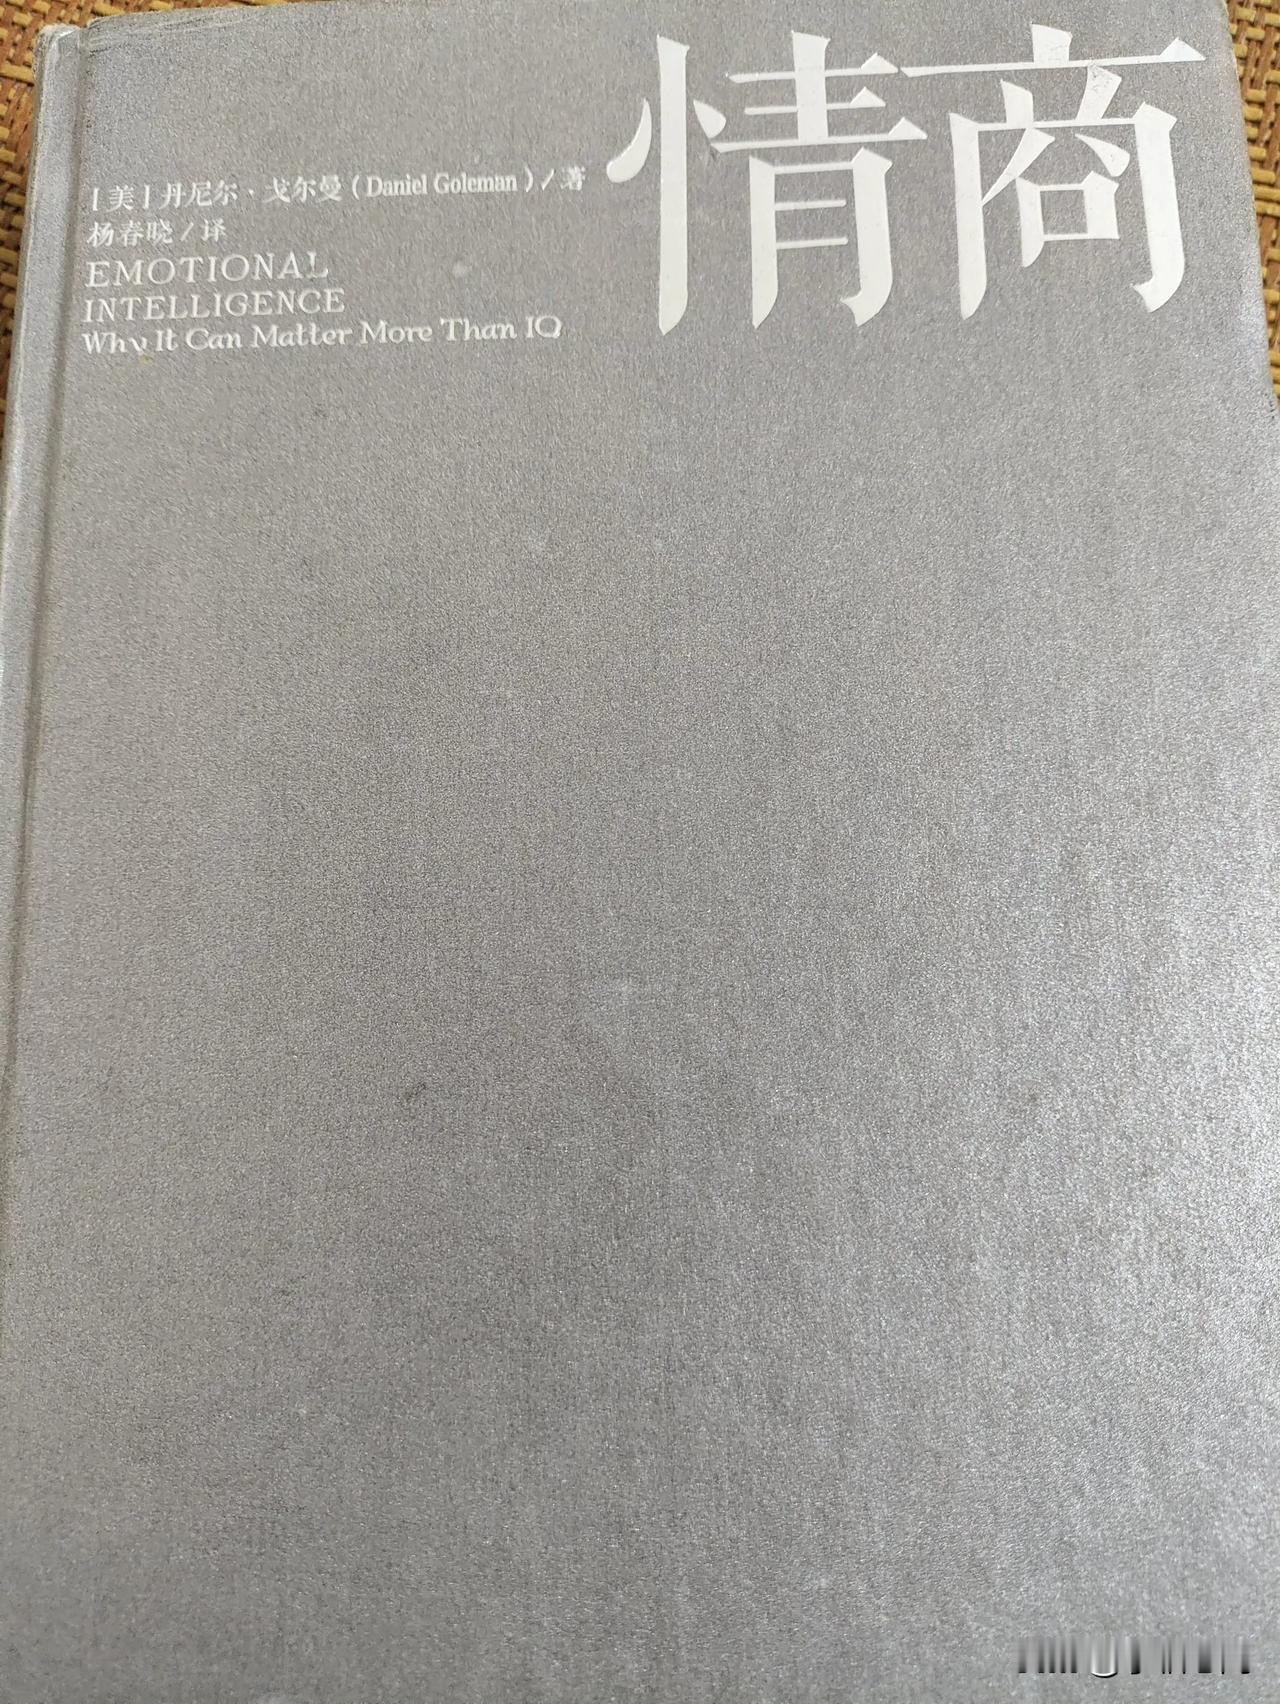 情商
[美]丹尼尔·戈尔曼(Daniel Goleman)/著
杨春晓/译
EMOTIONAL
INTELLIGENCE
Why It Can Matter More Than IQ